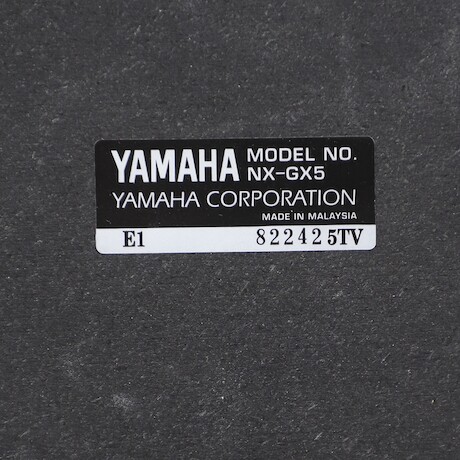 YAMAHA MODEL NO. NX-GX5
YAMAHA CORPORATION
MADE IN MALAYSIA
E1 822425TV